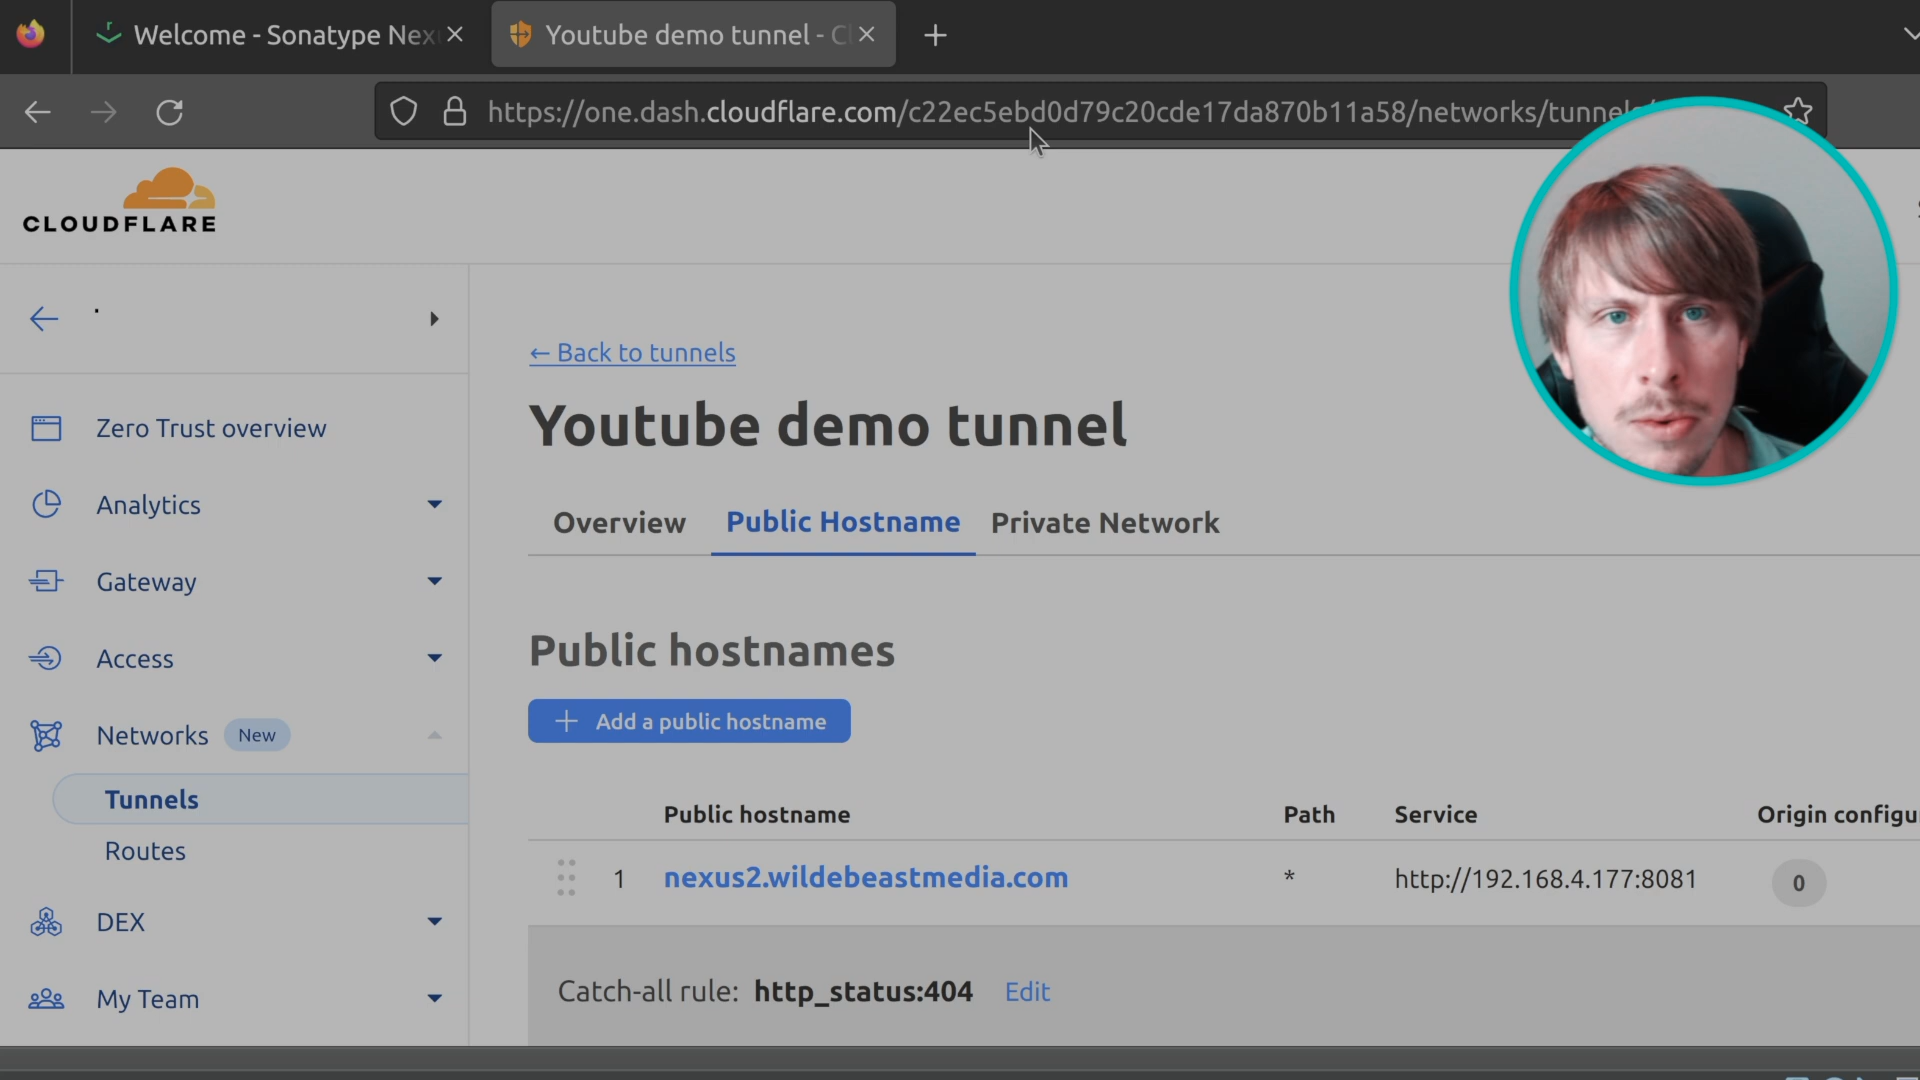 Welcome - Sonatype Nex
Youtube demo tunnel - C
https://one.dash.cloudflare.com/c22ec5ebd0d79c20cde17da870b11a58/networks/tunnel
CLOUDFLARE
← Back to tunnels
Youtube demo tunnel
Zero Trust overview
Analytics
Overview
Public Hostname
Private Network
Gateway
Public hostnames
Access
+ Add a public hostname
Networks New
Tunnels
Routes
Public hostname
Path
Service
Origin configu
1
nexus2.wildebeastmedia.com
*
http://192.168.4.177:8081
0
DEX
My Team
Catch-all rule: http_status:404 Edit